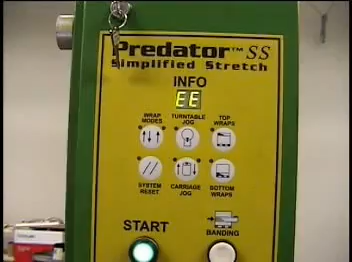 Predator™ SS
Simplified Stretch
INFO
EE
WRAP MODES
TURNTABLE JOG
TOP WRAPS
SYSTEM RESET
CARRIAGE JOG
BOTTOM WRAPS
START
BANDING